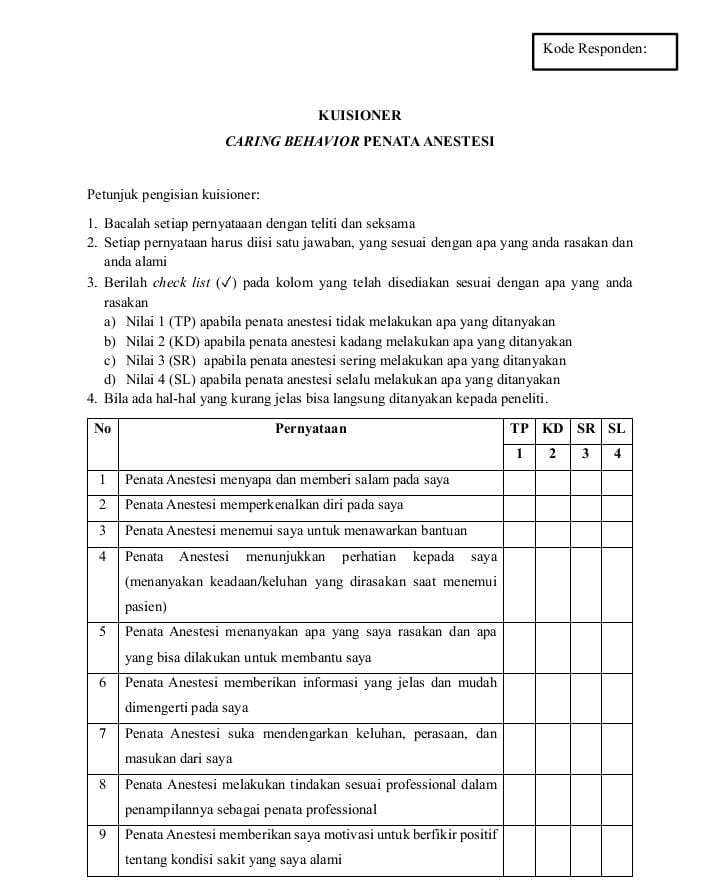 Kode Responden:
KUISIONER
CARING BEHAVIOR PENATA ANESTESI
Petunjuk pengisian kuisioner:
1. Bacalah setiap pernyataaan dengan teliti dan seksama
2. Setiap pernyataan harus diisi satu jawaban, yang sesuai dengan apa yang anda rasakan dan
anda alami
3. Berilah check list (✓) pada kolom yang telah disediakan sesuai dengan apa yang anda
rasakan
a) Nilai 1 (TP) apabila penata anestesi tidak melakukan apa yang ditanyakan
b) Nilai 2 (KD) apabila penata anestesi kadang melakukan apa yang ditanyakan
c) Nilai 3 (SR) apabila penata anestesi sering melakukan apa yang ditanyakan
d) Nilai 4 (SL) apabila penata anestesi selalu melakukan apa yang ditanyakan
4. Bila ada hal-hal yang kurang jelas bisa langsung ditanyakan kepada peneliti.
No Pernyataan TP KD SR SL
1 2 3 4
1 Penata Anestesi menyapa dan memberi salam pada saya
2 Penata Anestesi memperkenalkan diri pada saya
3 Penata Anestesi menemui saya untuk menawarkan bantuan
4 Penata Anestesi menunjukkan perhatian kepada saya
(menanyakan keadaan/keluhan yang dirasakan saat menemui
pasien)
5 Penata Anestesi menanyakan apa yang saya rasakan dan apa
yang bisa dilakukan untuk membantu saya
6 Penata Anestesi memberikan informasi yang jelas dan mudah
dimengerti pada saya
7 Penata Anestesi suka mendengarkan keluhan, perasaan, dan
masukan dari saya
8 Penata Anestesi melakukan tindakan sesuai professional dalam
penampilannya sebagai penata professional
9 Penata Anestesi memberikan saya motivasi untuk berfikir positif
tentang kondisi sakit yang saya alami